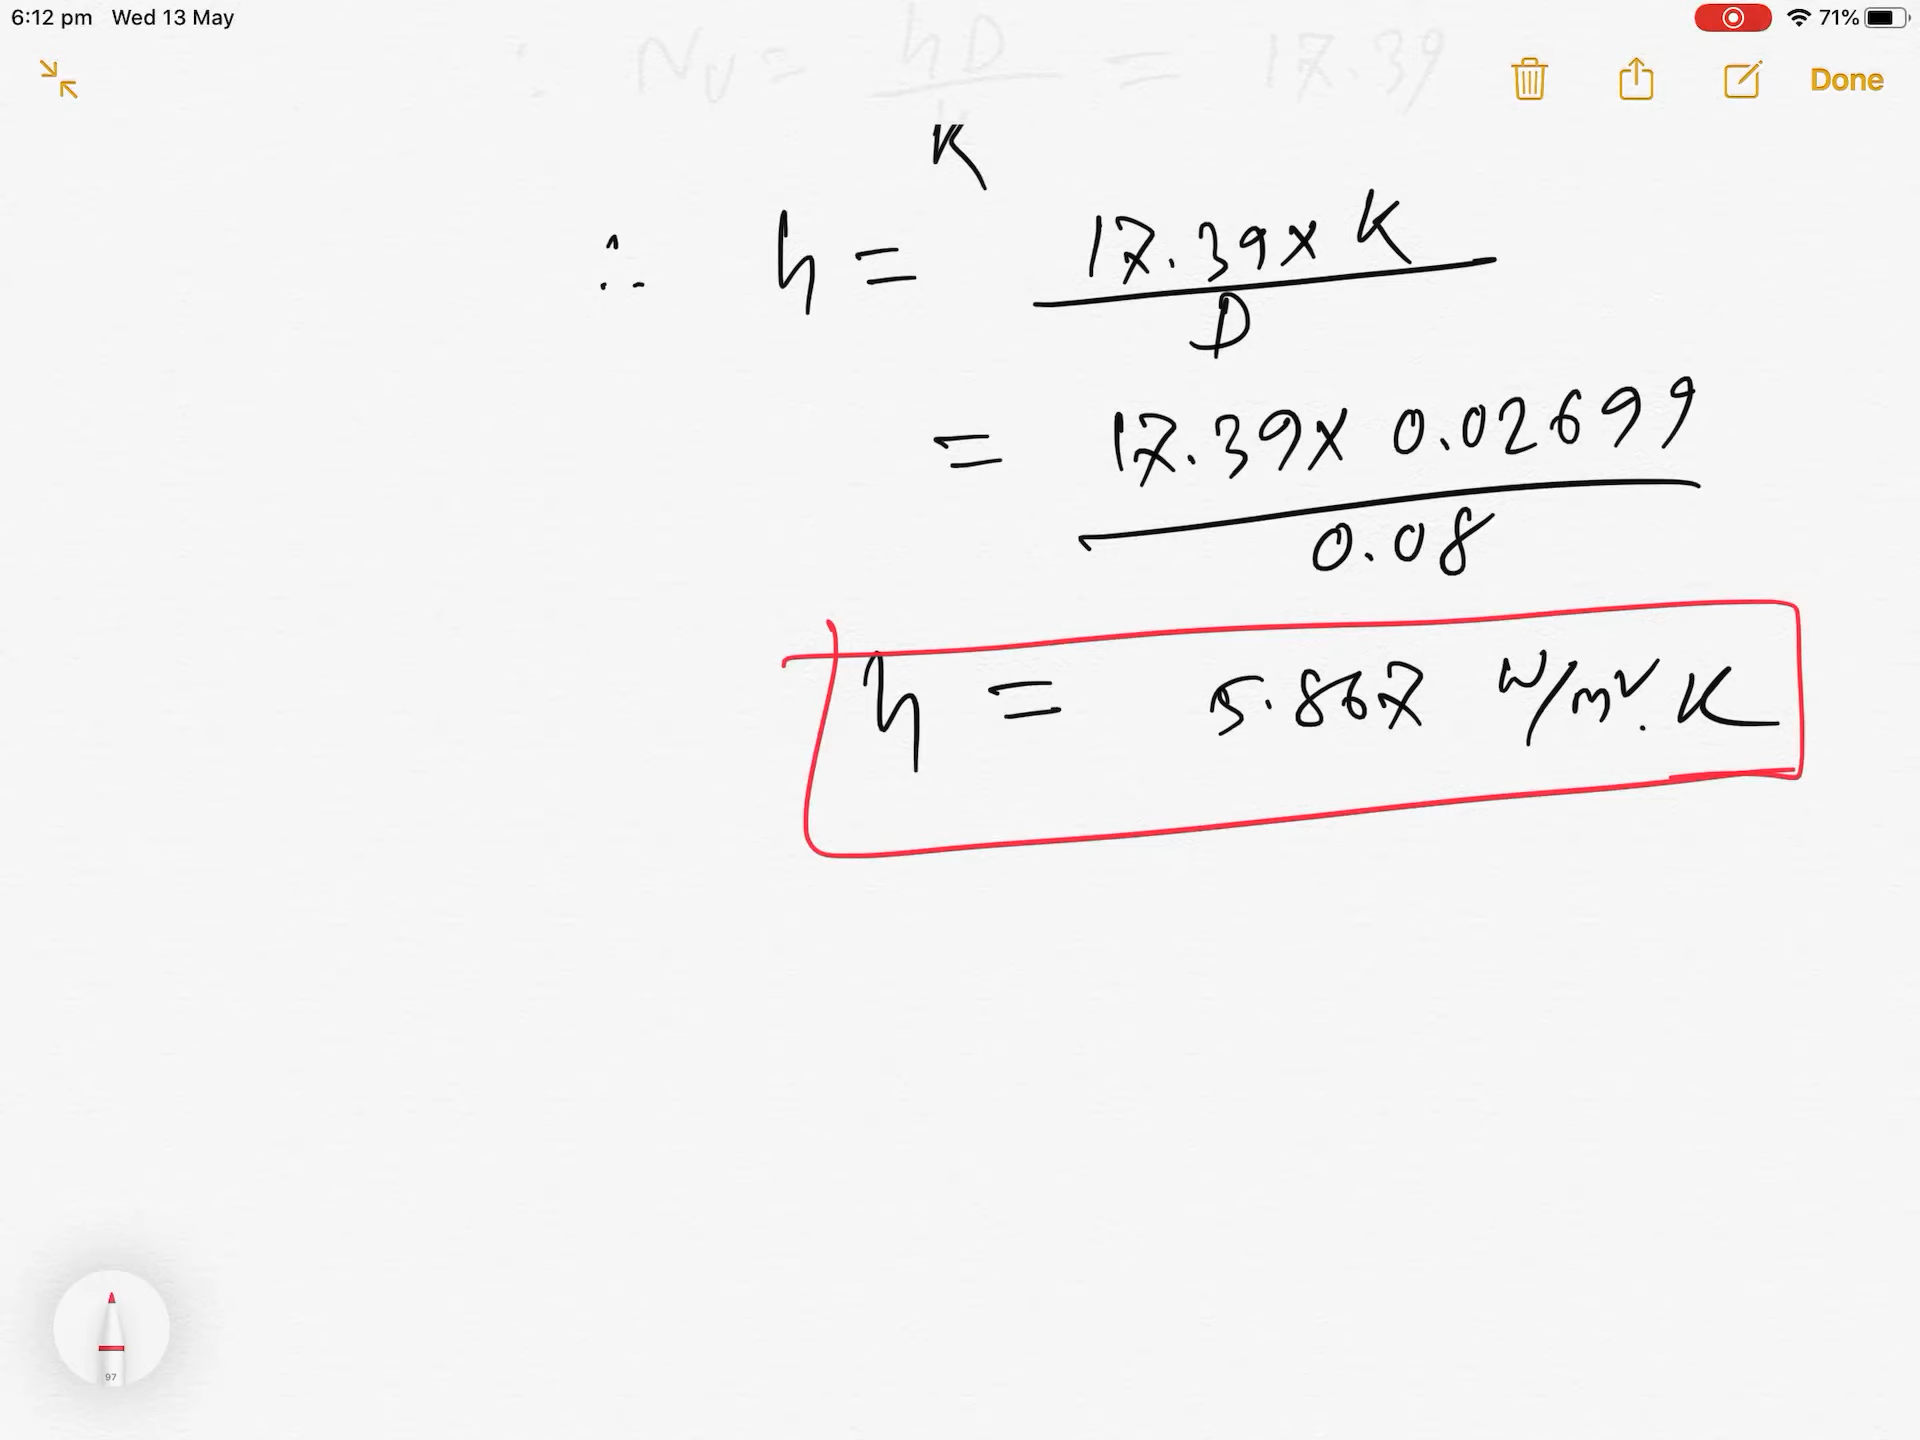 6:12 pm Wed 13 May 71%
∴ Nu = hD = 17.39
Done
K
∴ h = 17.39 x K
D
= 17.39 x 0.02699
0.08
h = 5.867 W/m². K
97